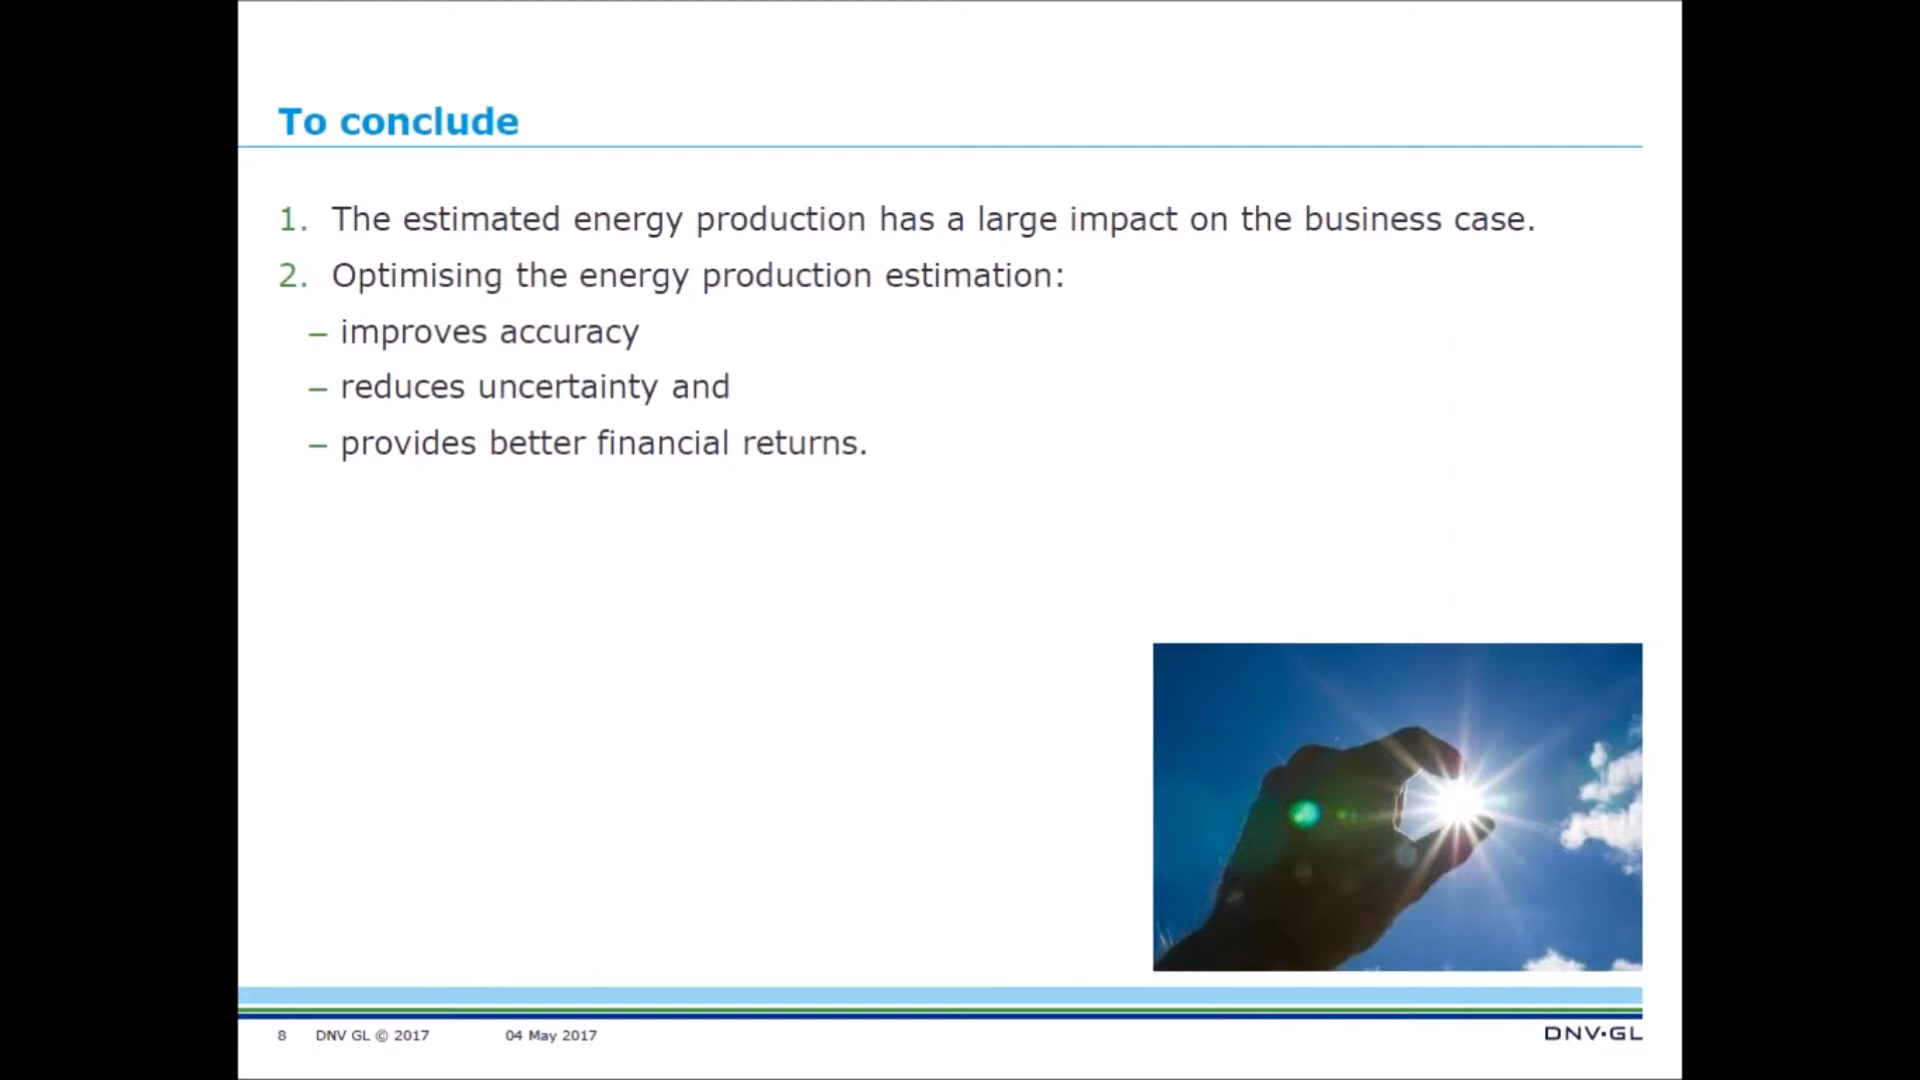 To conclude
1. The estimated energy production has a large impact on the business case.
2. Optimising the energy production estimation:
– improves accuracy
– reduces uncertainty and
– provides better financial returns.
8 DNV GL © 2017 04 May 2017
DNV·GL